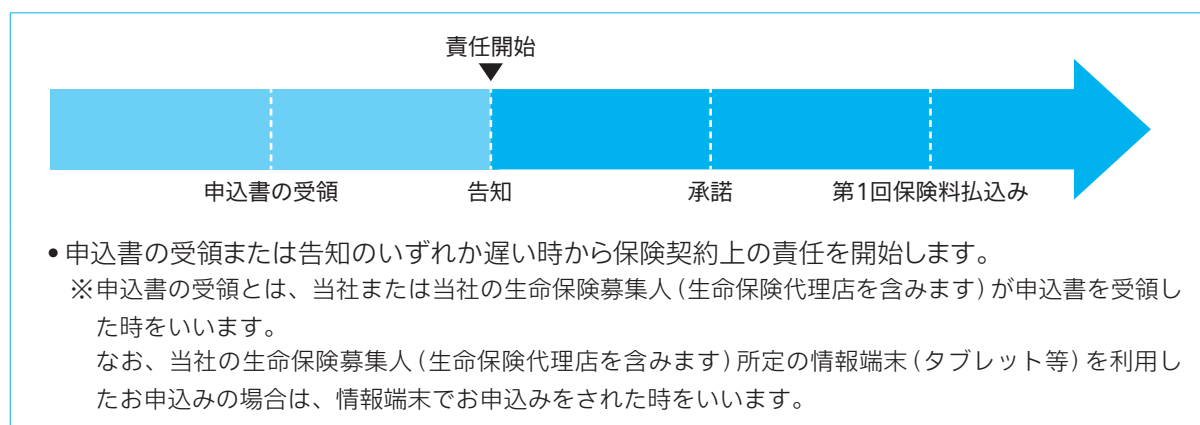 責任開始
申込書の受領 告知 承諾 第1回保険料払込み
•申込書の受領または告知のいずれか遅い時から保険契約上の責任を開始します。
※申込書の受領とは、当社または当社の生命保険募集人(生命保険代理店を含みます)が申込書を受領し
た時をいいます。
なお、当社の生命保険募集人(生命保険代理店を含みます)所定の情報端末(タブレット等)を利用し
たお申込みの場合は、情報端末でお申込みをされた時をいいます。